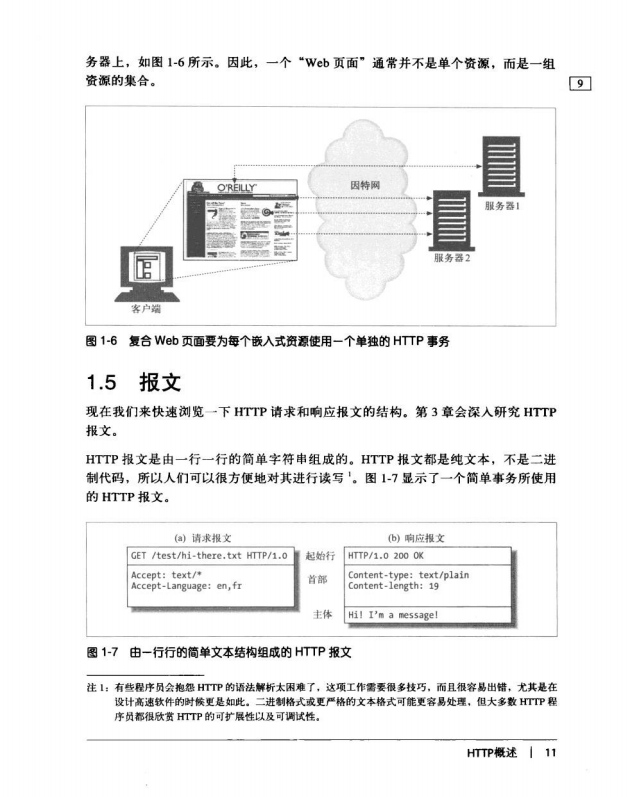 务器上，如图 1-6 所示。因此，一个“Web 页面”通常并不是单个资源，而是一组
资源的集合。
9
O'REILLY
因特网
服务器1
服务器2
客户端
图 1-6 复合 Web 页面要为每个嵌入式资源使用一个单独的 HTTP 事务
1.5 报文
现在我们来快速浏览一下 HTTP 请求和响应报文的结构。第 3 章会深入研究 HTTP
报文。
HTTP 报文是由一行一行的简单字符串组成的。HTTP 报文都是纯文本，不是二进
制代码，所以人们可以很方便地对其进行读写¹。图 1-7 显示了一个简单事务所使用
的 HTTP 报文。
(a) 请求报文
(b) 响应报文
GET /test/hi-there.txt HTTP/1.0
起始行
HTTP/1.0 200 OK
Accept: text/*
Accept-Language: en,fr
首部
Content-type: text/plain
Content-length: 19
主体
Hi! I'm a message!
图 1-7 由一行行的简单文本结构组成的 HTTP 报文
注 1：有些程序员会抱怨 HTTP 的语法解析太困难了，这项工作需要很多技巧，而且很容易出错，尤其是在
设计高速软件的时候更是如此。二进制格式或更严格的文本格式可能更容易处理，但大多数 HTTP 程
序员都很欣赏 HTTP 的可扩展性以及可调试性。
HTTP概述 | 11